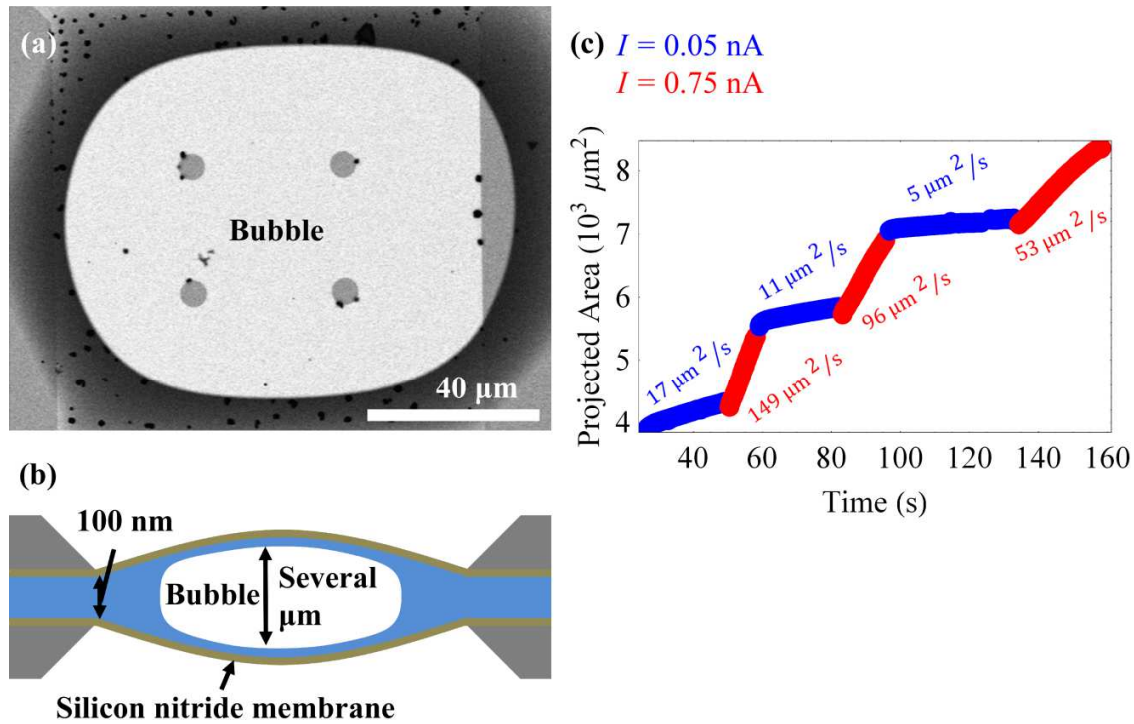 (a)
Bubble
40 µm
(b)
100 nm
Bubble
Several
µm
Silicon nitride membrane
(c)
I = 0.05 nA
I = 0.75 nA
Projected Area (10³ µm²)
8
7
6
5
4
17 µm²/s
149 µm²/s
11 µm²/s
96 µm²/s
5 µm²/s
53 µm²/s
40 60 80 100 120 140 160
Time (s)